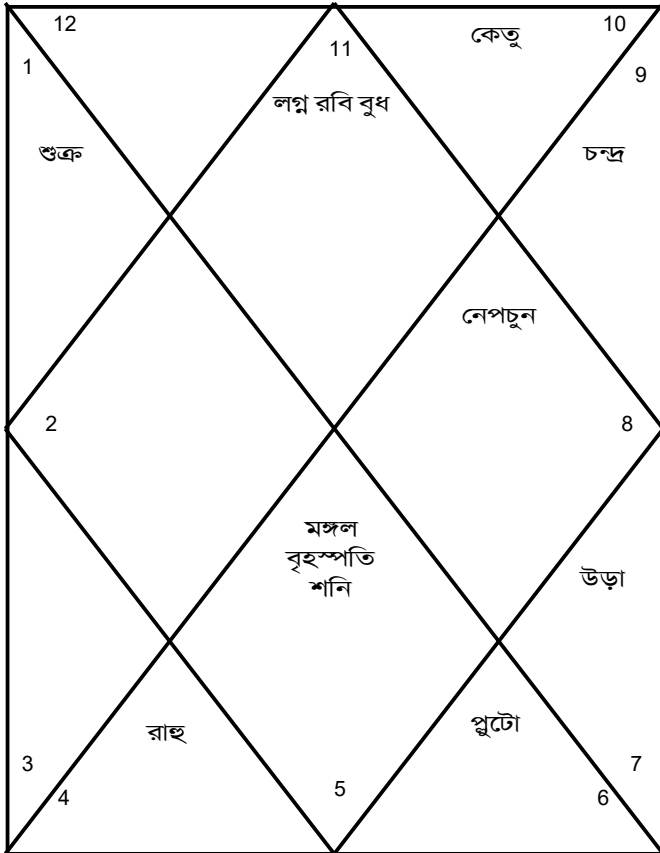 12
11
কেতু
10
1
9
লগ্ন রবি বুধ
শুক্র
চন্দ্র
নেপচুন
2
8
মঙ্গল
বৃহস্পতি
শনি
উড়া
রাহু
প্লুটো
3
4
5
6
7